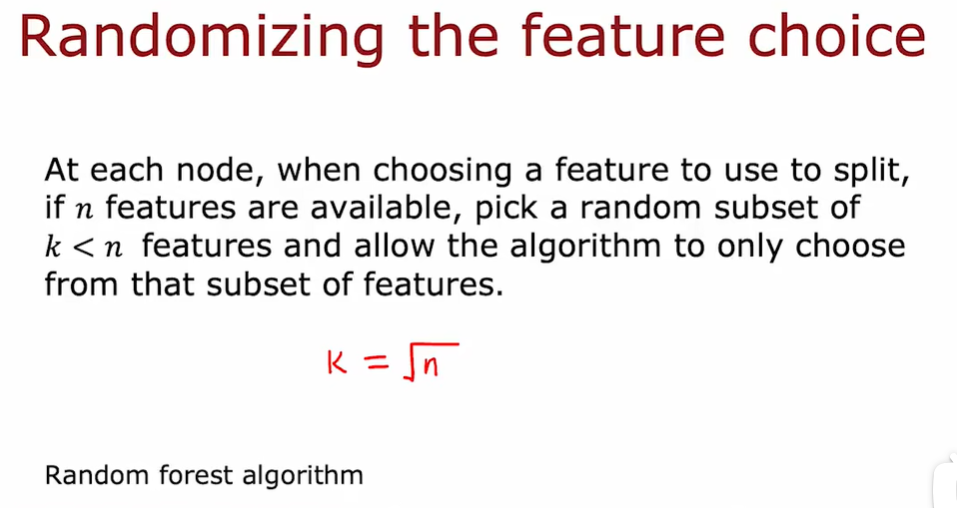 Randomizing the feature choice
At each node, when choosing a feature to use to split,
if n features are available, pick a random subset of
k < n features and allow the algorithm to only choose
from that subset of features.
K = √n
Random forest algorithm